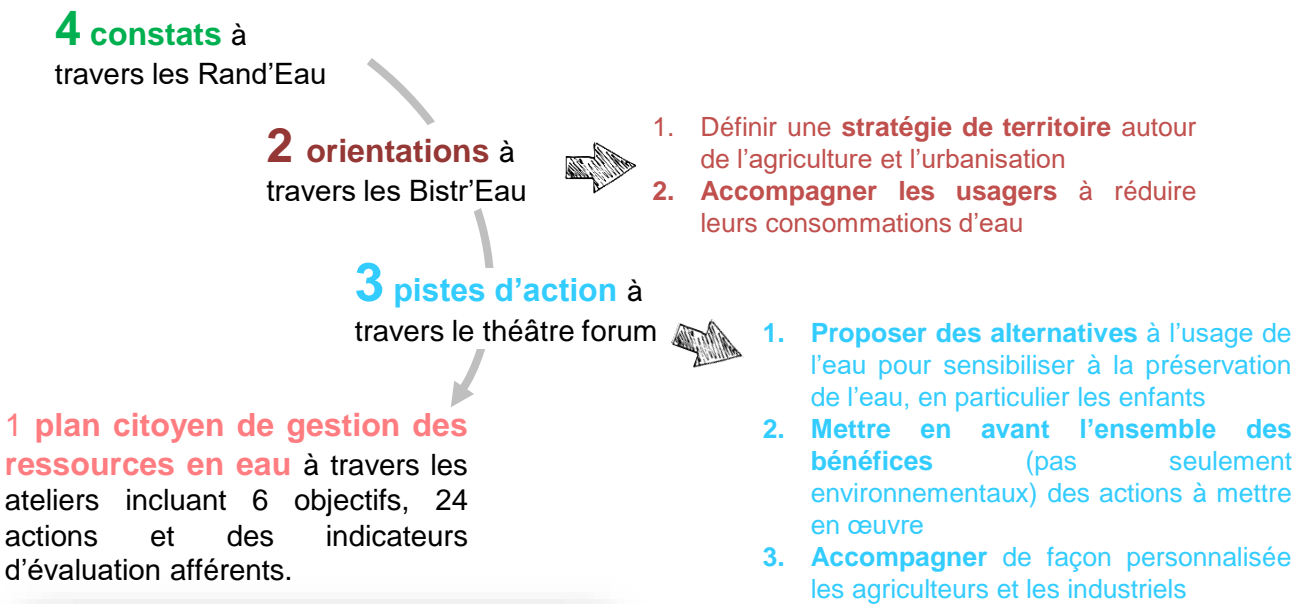 4 constats à
travers les Rand’Eau
2 orientations à
travers les Bistr’Eau
1. Définir une stratégie de territoire autour
de l’agriculture et l’urbanisation
2. Accompagner les usagers à réduire
leurs consommations d’eau
3 pistes d’action à
travers le théâtre forum
1. Proposer des alternatives à l’usage de
l’eau pour sensibiliser à la préservation
de l’eau, en particulier les enfants
2. Mettre en avant l’ensemble des
bénéfices (pas seulement
environnementaux) des actions à mettre
en œuvre
3. Accompagner de façon personnalisée
les agriculteurs et les industriels
1 plan citoyen de gestion des
ressources en eau à travers les
ateliers incluant 6 objectifs, 24
actions et des indicateurs
d’évaluation afférents.